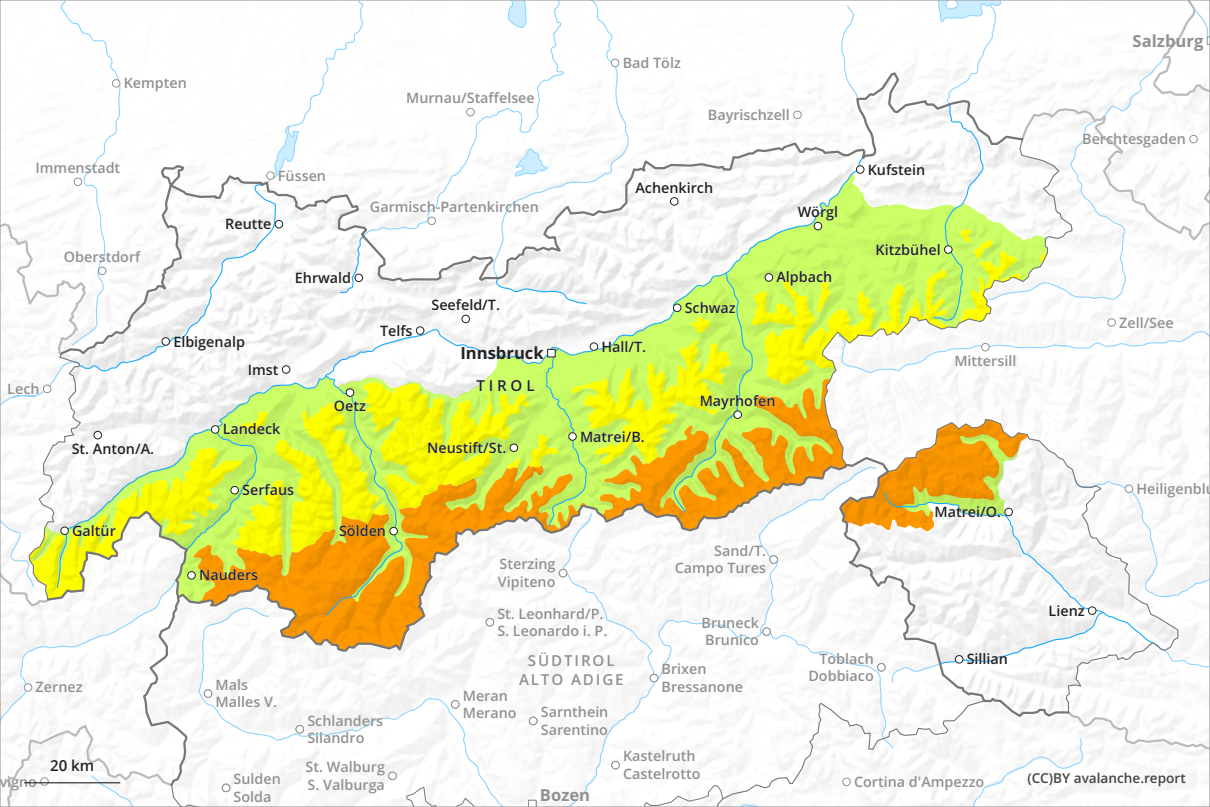 Salzburg
Bad Tölz
Kempten
Murnau/Staffelsee
Bayrischzell
Berchtesgaden
Immenstadt
Füssen
Kufstein
Achenkirch
Garmisch-Partenkirchen
Wörgl
Reutte
Kitzbühel
Oberstdorf
Ehrwald
Alpbach
Seefeld/T.
Schwaz
Zell/See
Telfs
Elbigenalp
Hall/T.
Innsbruck
Mittersill
Imst
Lech
TIROL
Mayrhofen
Oetz
Landeck
Matrei/B.
St. Anton/A.
Neustift/St.
Serfaus
Heiligenblu
Matrei/O.
Galtür
Sölden
Sand/T.
Campo Tures
Sterzing
Vipiteno
Nauders
Lienz
St. Leonhard/P.
S. Leonardo i. P.
Bruneck
Brunico
Sillian
SÜDTIROL
ALTO ADIGE
Toblach
Dobbiaco
Brixen
Bressanone
Zernez
Mals
Malles V.
Meran
Merano
Sarnthein
Sarentino
Schlanders
Silandro
Kastelruth
Castelrotto
20 km
St. Walburg
S. Valburga
vigno
Sulden
Solda
Cortina d'Ampezzo
(CC)BY avalanche.report
Bozen